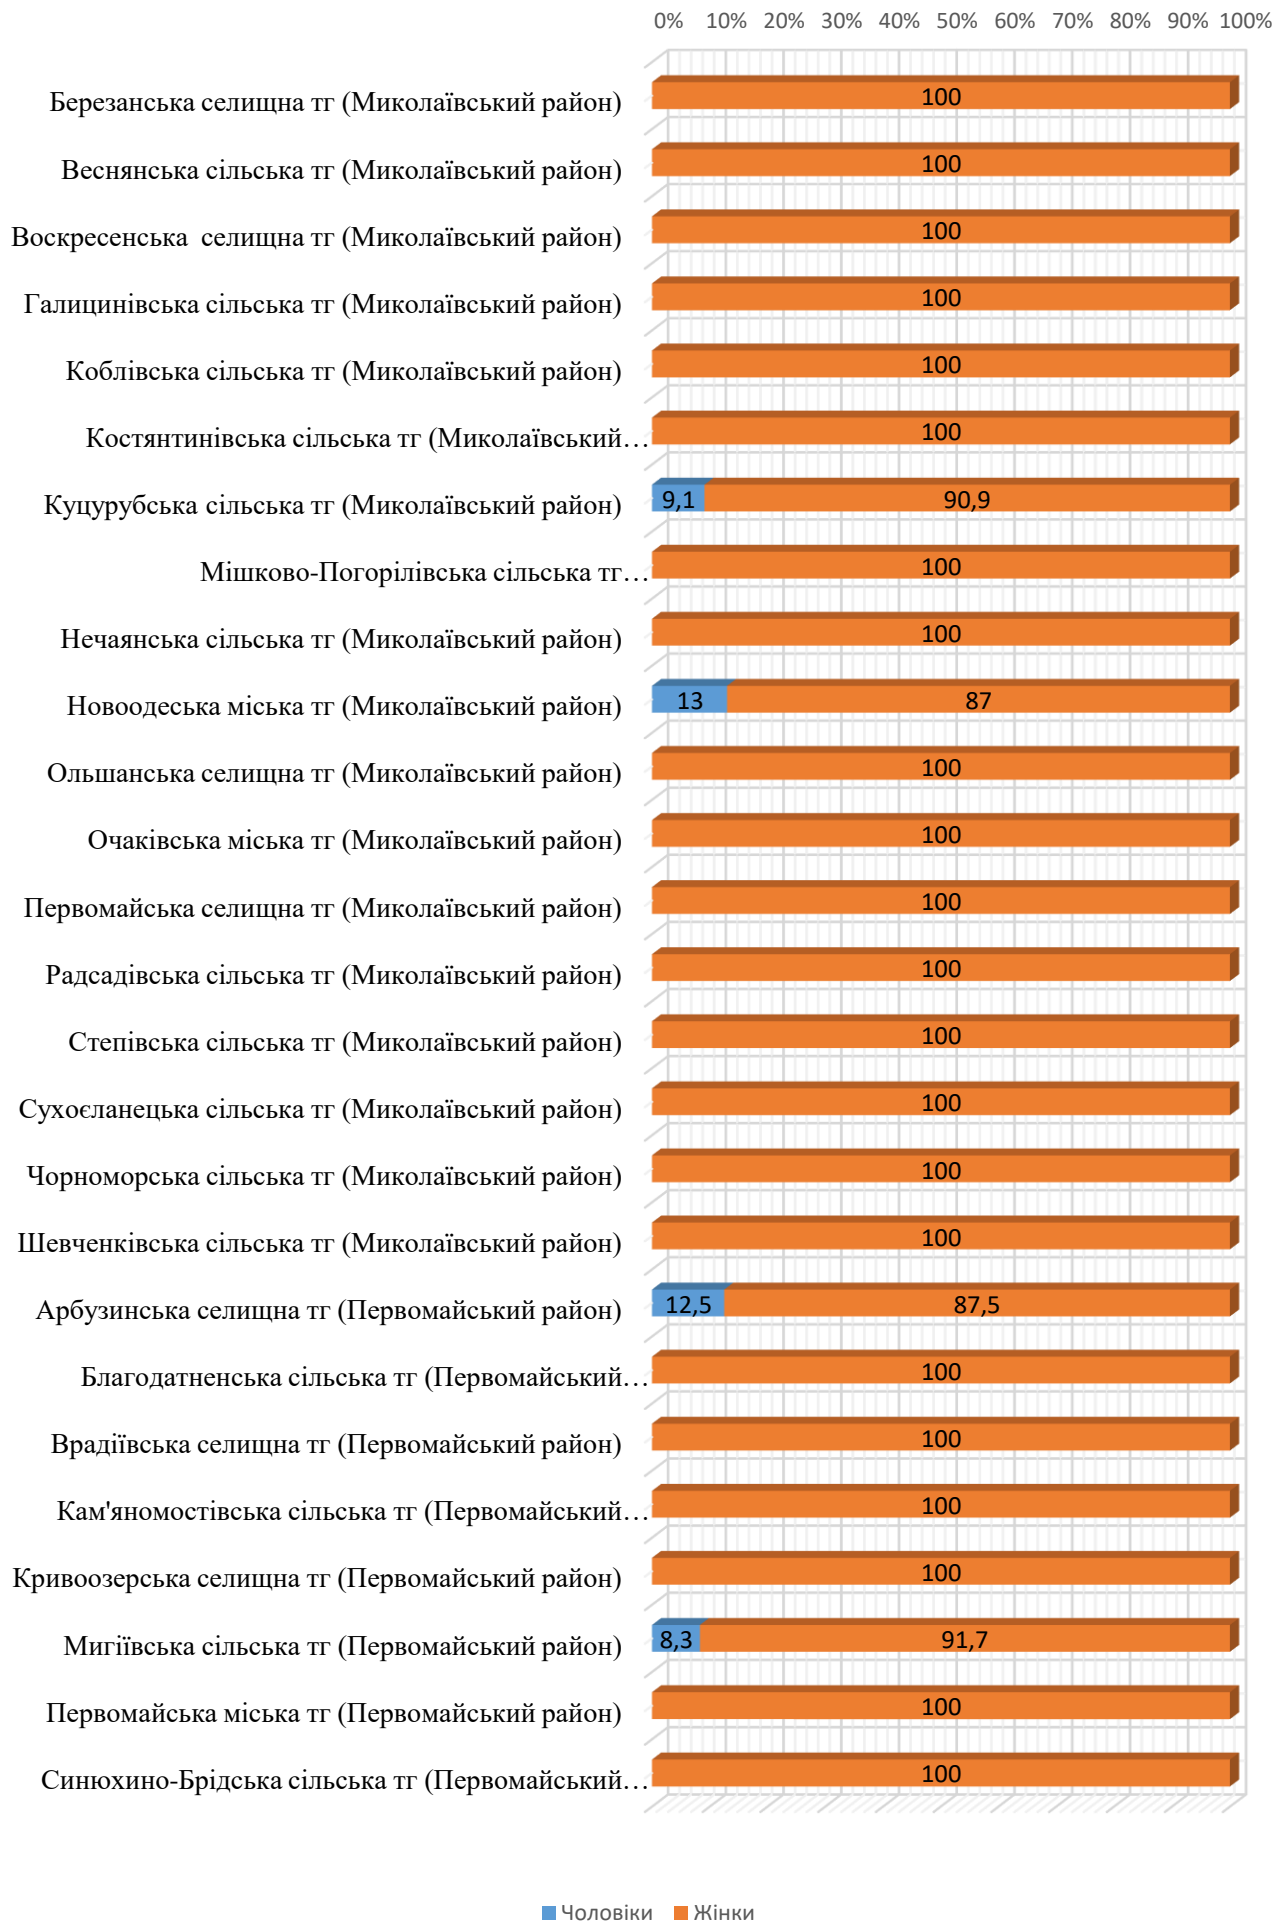 0% 10% 20% 30% 40% 50% 60% 70% 80% 90% 100%
Березанська селищна тг (Миколаївський район) 100
Веснянська сільська тг (Миколаївський район) 100
Воскресенська селищна тг (Миколаївський район) 100
Галицинівська сільська тг (Миколаївський район) 100
Коблівська сільська тг (Миколаївський район) 100
Костянтинівська сільська тг (Миколаївський… 100
Куцурубська сільська тг (Миколаївський район) 9,1 90,9
Мішково-Погорілівська сільська тг… 100
Нечаянська сільська тг (Миколаївський район) 100
Новоодеська міська тг (Миколаївський район) 13 87
Ольшанська селищна тг (Миколаївський район) 100
Очаківська міська тг (Миколаївський район) 100
Первомайська селищна тг (Миколаївський район) 100
Радсадівська сільська тг (Миколаївський район) 100
Степівська сільська тг (Миколаївський район) 100
Сухоєланецька сільська тг (Миколаївський район) 100
Чорноморська сільська тг (Миколаївський район) 100
Шевченківська сільська тг (Миколаївський район) 100
Арбузинська селищна тг (Первомайський район) 12,5 87,5
Благодатненська сільська тг (Первомайський… 100
Врадіївська селищна тг (Первомайський район) 100
Кам'яномостівська сільська тг (Первомайський… 100
Кривоозерська селищна тг (Первомайський район) 100
Мигіївська сільська тг (Первомайський район) 8,3 91,7
Первомайська міська тг (Первомайський район) 100
Синюхино-Брідська сільська тг (Первомайський… 100
Чоловіки Жінки